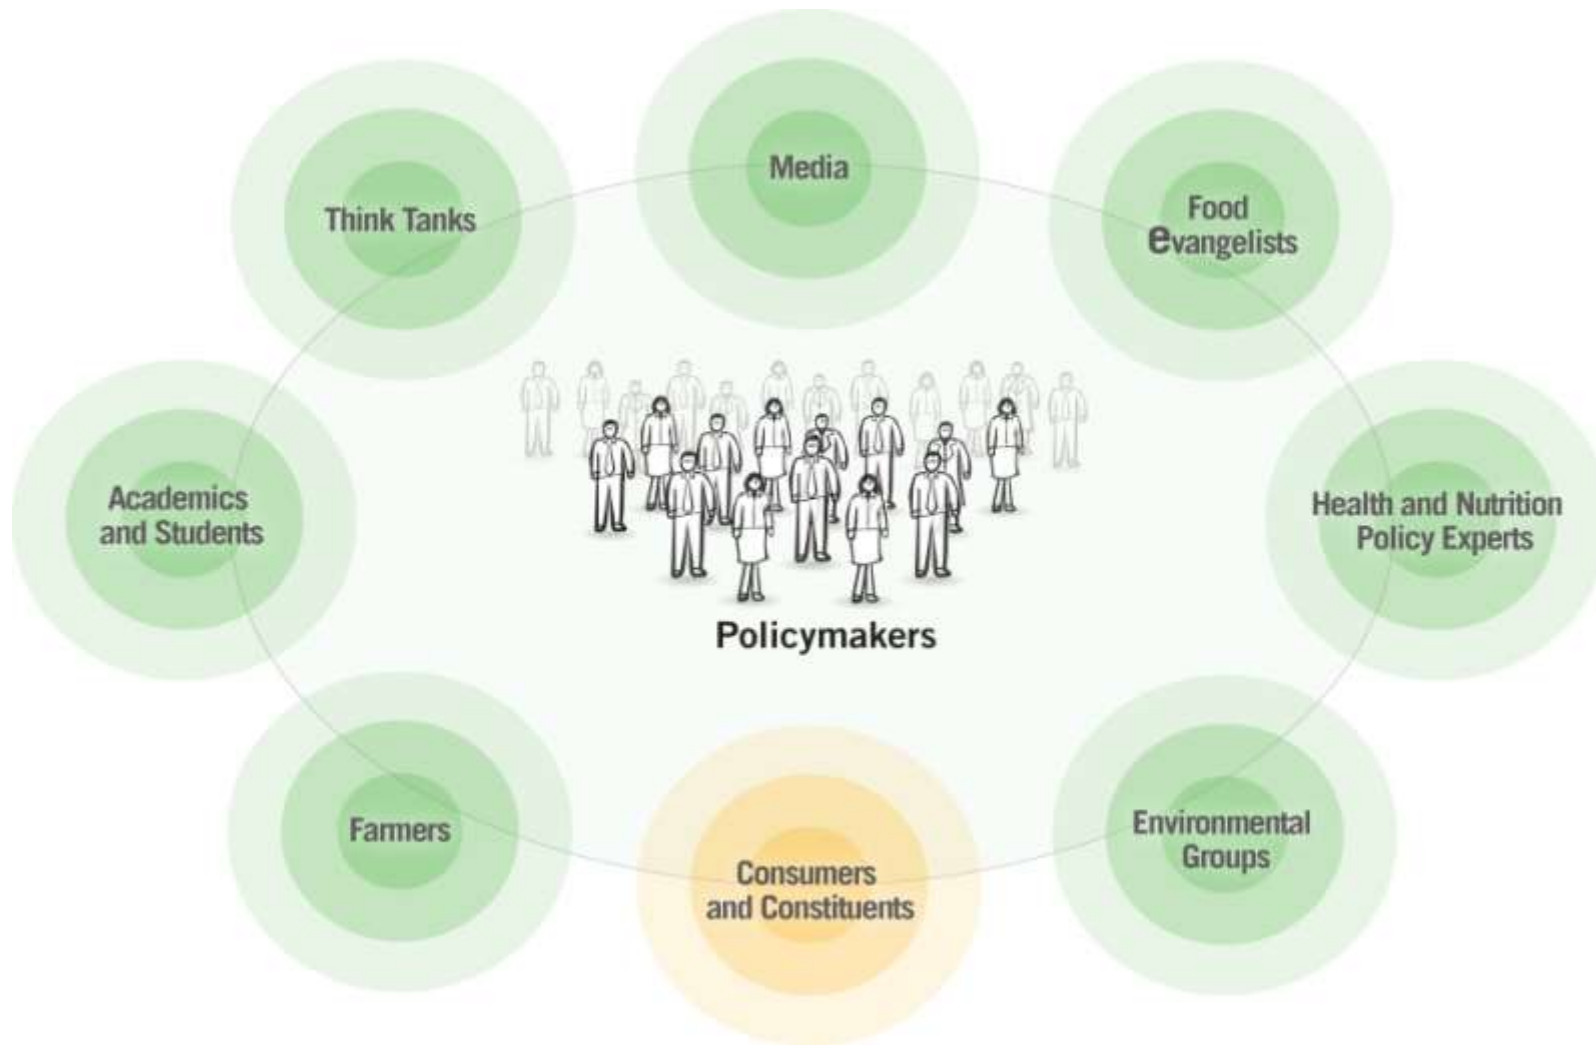 Media
Think Tanks
Food
evangelists
Academics
and Students
Health and Nutrition
Policy Experts
Policymakers
Farmers
Environmental
Groups
Consumers
and Constituents